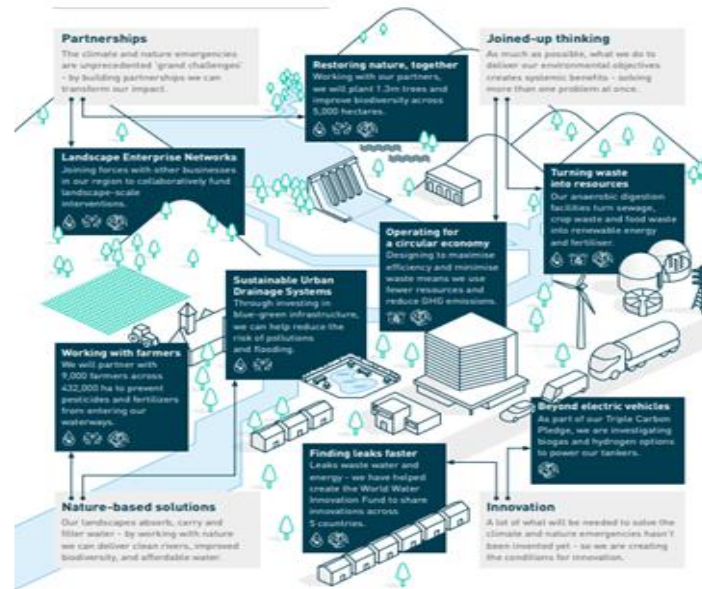 Partnerships
The climate and nature emergencies
are unprecedented 'grand challenges'
- by building partnerships we can
transform our impact.
Joined-up thinking
As much as possible, what we do to
deliver our environmental objectives
creates systemic benefits - solving
more than one problem at once.
Restoring nature, together
Working with our partners,
we will plant 1.3m trees and
improve biodiversity across
5,000 hectares.
Landscape Enterprise Networks
Joining forces with other businesses
in our region to collaboratively fund
landscape-scale
interventions.
Turning waste
into resources
Our anaerobic digestion
facilities turn sewage,
crop waste and food waste
into renewable energy
and fertiliser.
Operating for
a circular economy
Designing to maximise
efficiency and minimise
waste means we use
fewer resources and
reduce GHG emissions.
Sustainable Urban
Drainage Systems
Through investing in
blue-green infrastructure,
we can help reduce the
risk of pollutions
and flooding.
Working with farmers
We will partner with
9,000 farmers across
432,000 ha to prevent
pesticides and fertilizers
from entering our
waterways.
Beyond electric vehicles
As part of our Triple Carbon
Pledge, we are investigating
biogas and hydrogen options
to power our tankers.
Finding leaks faster
Leaks waste water and
energy - we have helped
create the World Water
Innovation Fund to share
innovations across
5 countries.
Nature-based solutions
Our landscapes absorb, carry and
filter water - by working with nature
we can deliver clean rivers, improved
biodiversity, and affordable water.
Innovation
A lot of what will be needed to solve the
climate and nature emergencies hasn't
been invented yet - so we are creating
the conditions for innovation.